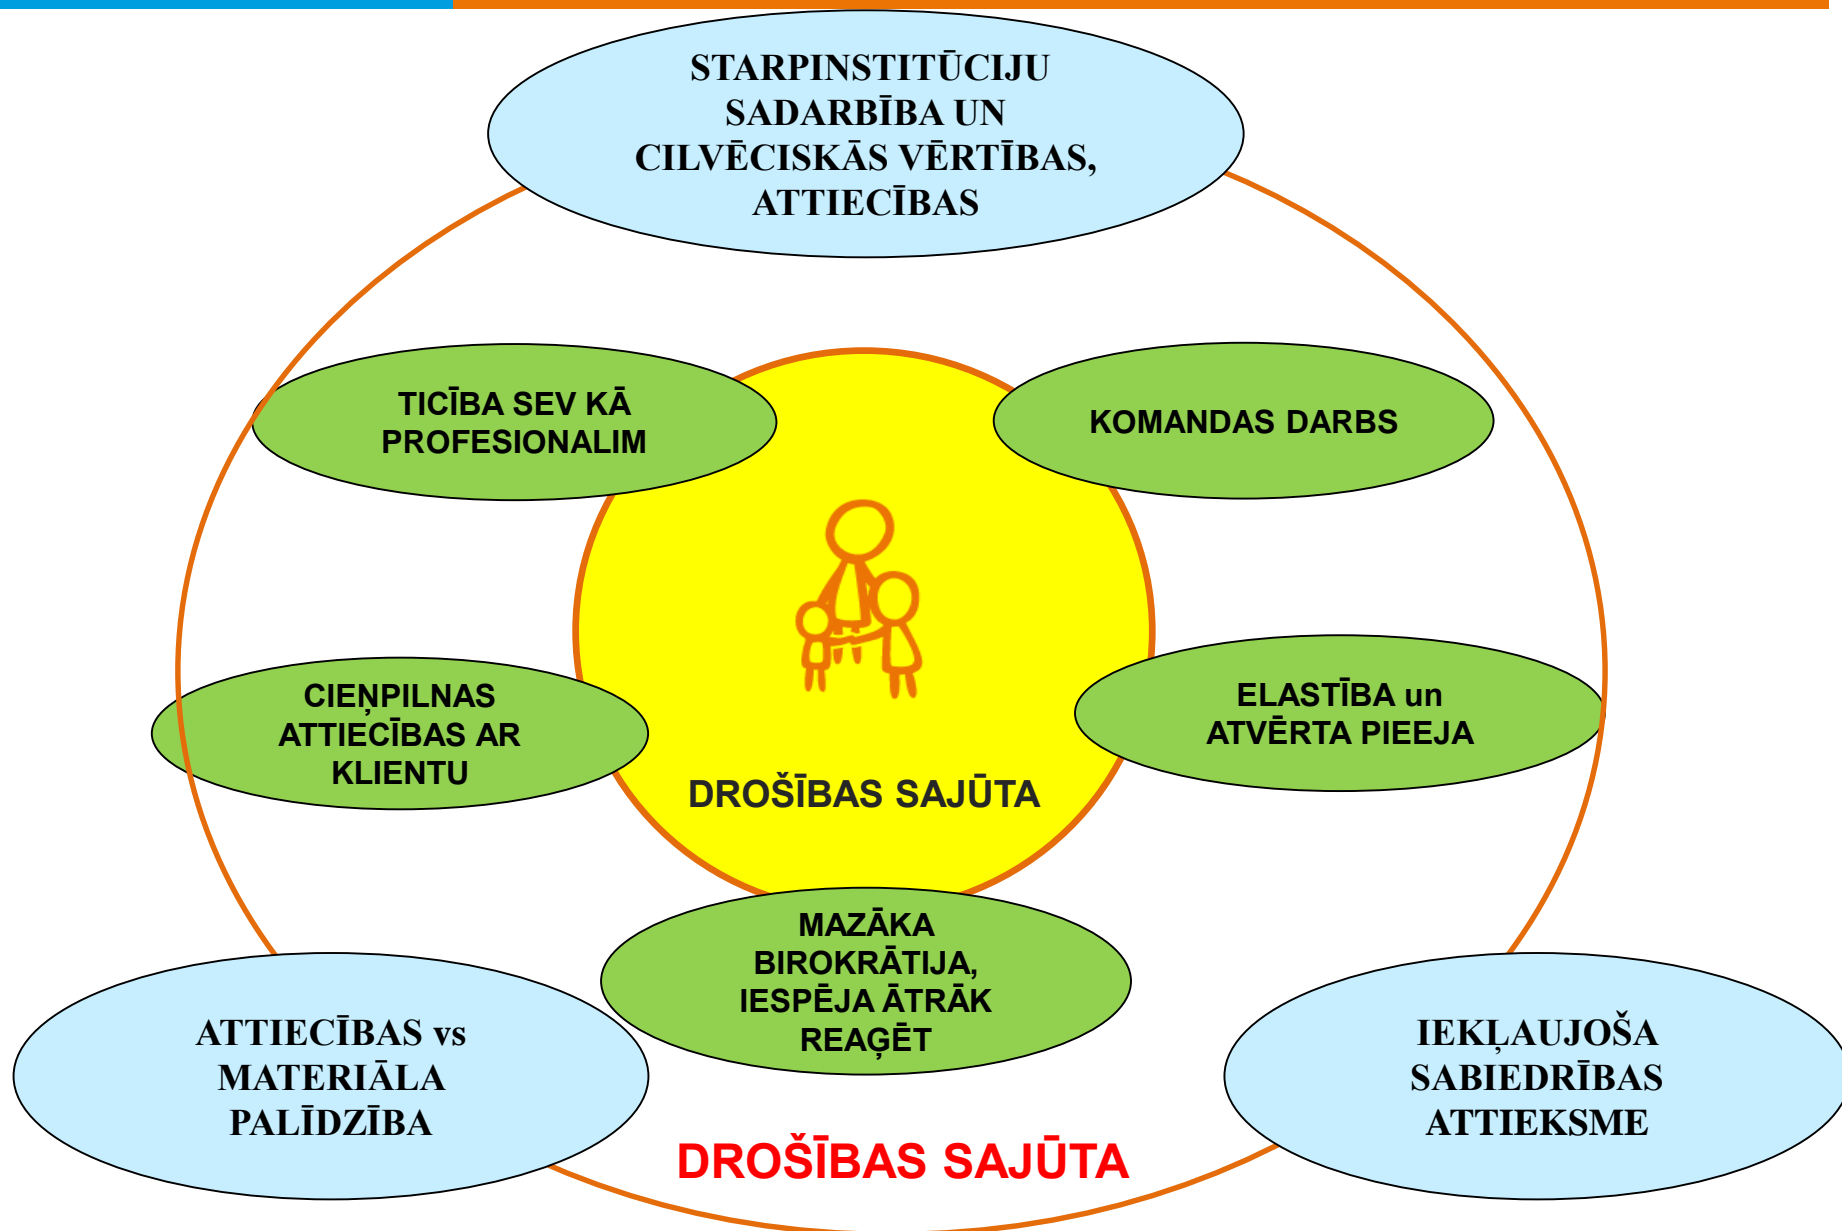 STARPINSTITŪCIJU
SADARBĪBA UN
CILVĒCISKĀS VĒRTĪBAS,
ATTIECĪBAS
TICĪBA SEV KĀ
PROFESIONALIM
KOMANDAS DARBS
CIEŅPILNAS
ATTIECĪBAS AR
KLIENTU
ELASTĪBA un
ATVĒRTA PIEEJA
DROŠĪBAS SAJŪTA
MAZĀKA
BIROKRĀTIJA,
IESPĒJA ĀTRĀK
REAĢĒT
ATTIECĪBAS vs
MATERIĀLA
PALĪDZĪBA
IEKĻAUJOŠA
SABIEDRĪBAS
ATTIEKSME
DROŠĪBAS SAJŪTA